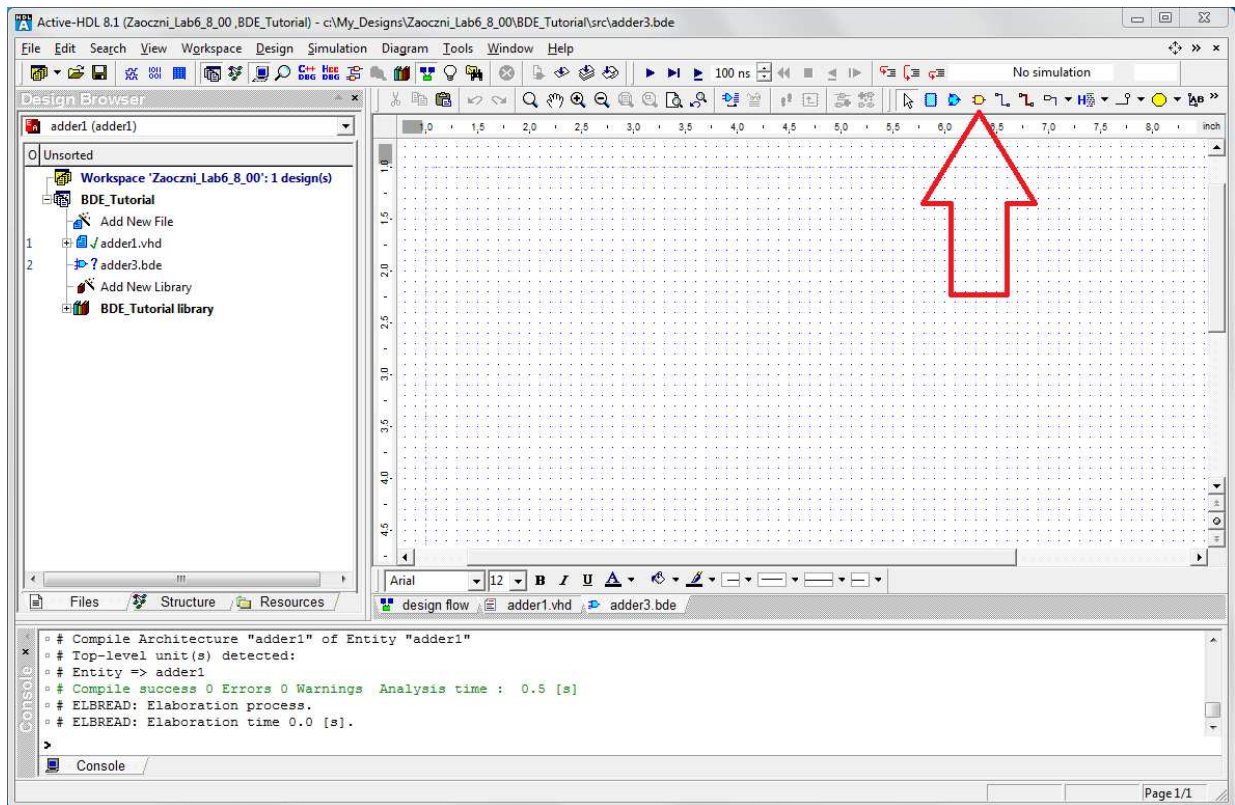 Active-HDL 8.1 (Zaoczni_Lab6_8_00 ,BDE_Tutorial) - c:\My_Designs\Zaoczni_Lab6_8_00\BDE_Tutorial\src\adder3.bde
File Edit Search View Workspace Design Simulation Diagram Tools Window Help
C++ DBG HDL DBG 100 ns No simulation
Design Browser
adder1 (adder1)
1,0 1,5 2,0 2,5 3,0 3,5 4,0 4,5 5,0 5,5 6,0 6,5 7,0 7,5 8,0 inch
O Unsorted
Workspace 'Zaoczni_Lab6_8_00': 1 design(s)
BDE_Tutorial
Add New File
1 adder1.vhd
2 ? adder3.bde
Add New Library
BDE_Tutorial library
1,0
1,5
2,0
2,5
3,0
3,5
4,0
4,5
Arial 12 B I U A
Files Structure Resources
design flow adder1.vhd adder3.bde
# Compile Architecture "adder1" of Entity "adder1"
# Top-level unit(s) detected:
# Entity => adder1
# Compile success 0 Errors 0 Warnings Analysis time : 0.5 [s]
# ELBREAD: Elaboration process.
# ELBREAD: Elaboration time 0.0 [s].
>
Console
Console
Page 1/1